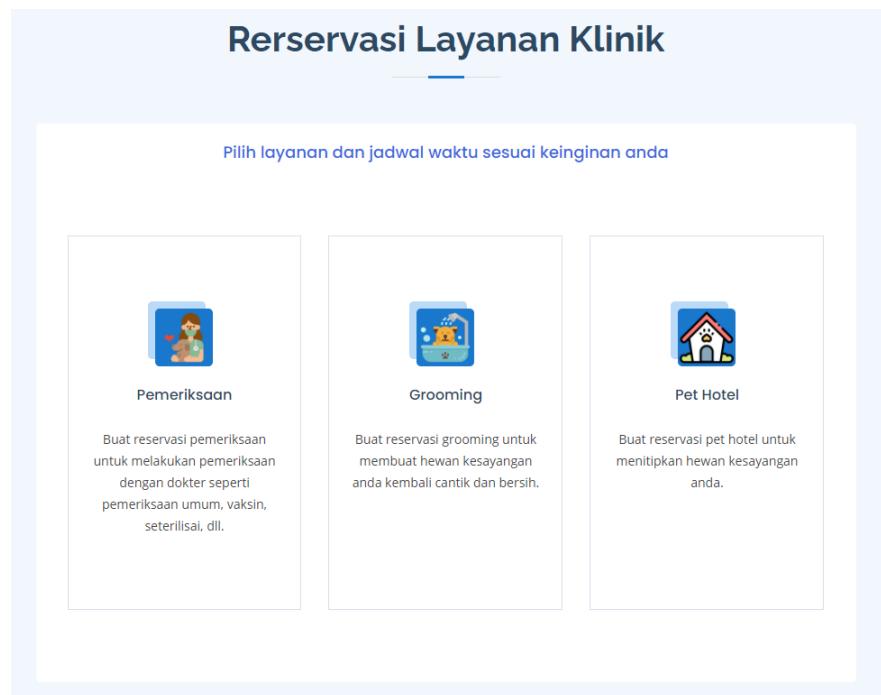 Rerservasi Layanan Klinik
Pilih layanan dan jadwal waktu sesuai keinginan anda
Pemeriksaan
Buat reservasi pemeriksaan
untuk melakukan pemeriksaan
dengan dokter seperti
pemeriksaan umum, vaksin,
seterilisai, dll.
Grooming
Buat reservasi grooming untuk
membuat hewan kesayangan
anda kembali cantik dan bersih.
Pet Hotel
Buat reservasi pet hotel untuk
menitipkan hewan kesayangan
anda.